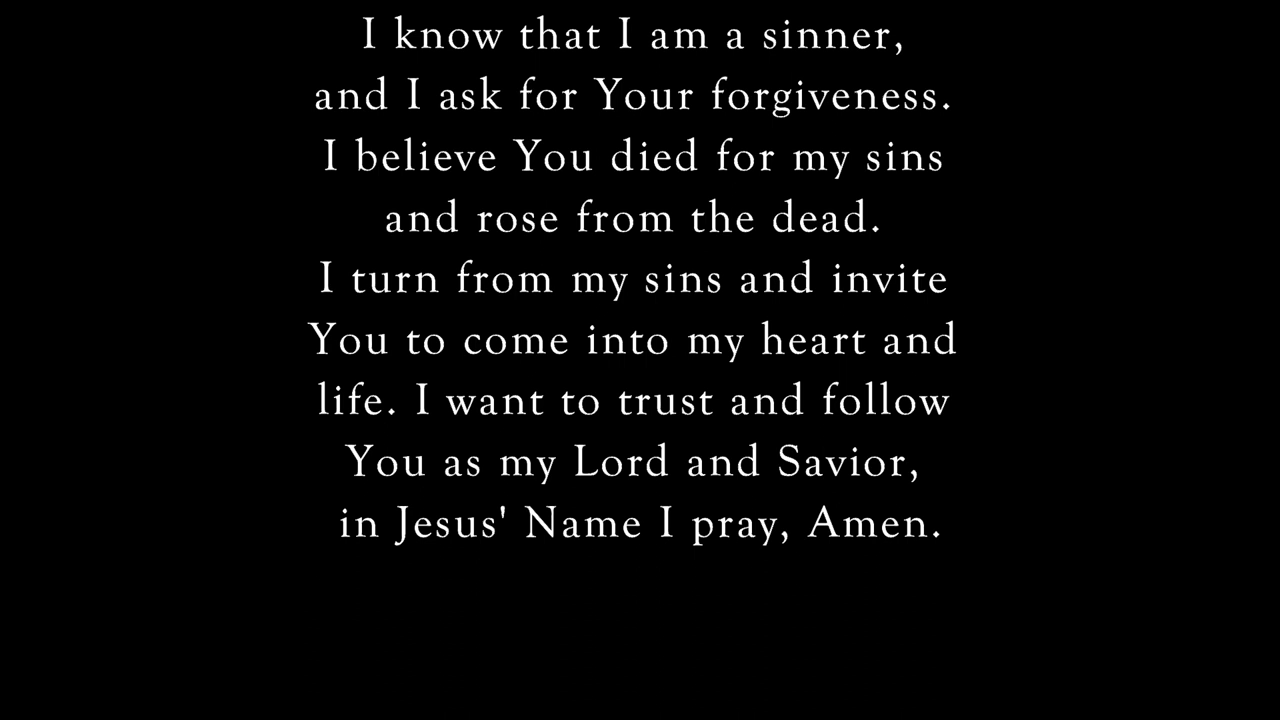 I know that I am a sinner,
and I ask for Your forgiveness.
I believe You died for my sins
and rose from the dead.
I turn from my sins and invite
You to come into my heart and
life. I want to trust and follow
You as my Lord and Savior,
in Jesus' Name I pray, Amen.